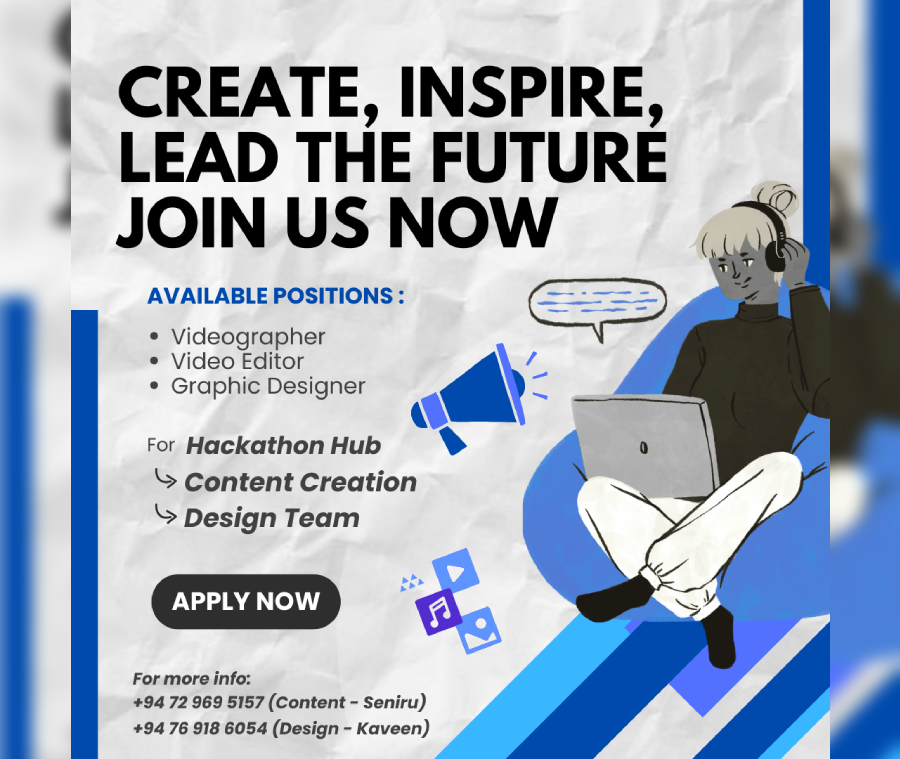 CREATE, INSPIRE,
LEAD THE FUTURE
JOIN US NOW
AVAILABLE POSITIONS :
• Videographer
• Video Editor
• Graphic Designer
For Hackathon Hub
Content Creation
Design Team
APPLY NOW
For more info:
+94 72 969 5157 (Content - Seniru)
+94 76 918 6054 (Design - Kaveen)